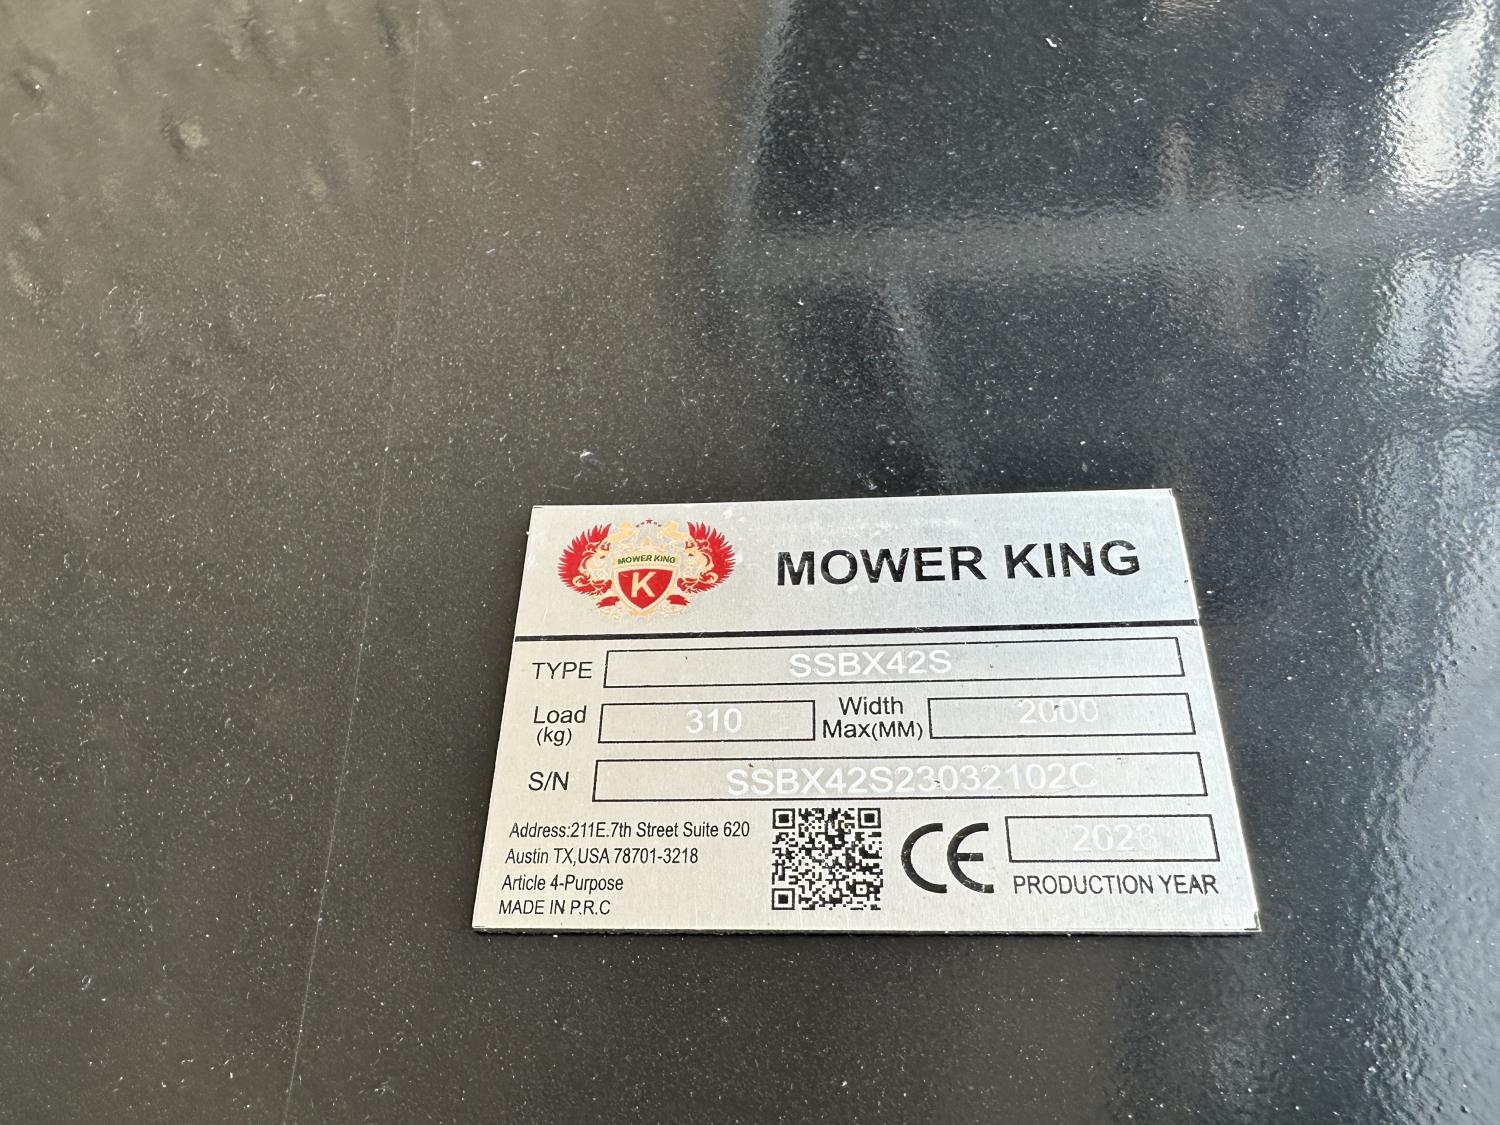 MOWER KING
K
MOWER KING
TYPE SSBX42S
Load (kg) 310 Width Max(MM) 2000
S/N SSBX42S23032102C
Address:211E.7th Street Suite 620
Austin TX,USA 78701-3218
Article 4-Purpose
MADE IN P.R.C
CE
2023
PRODUCTION YEAR